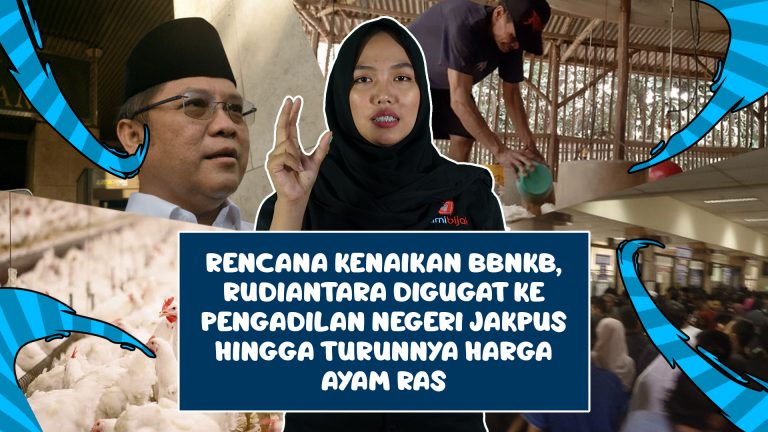 RENCANA KENAIKAN BBNKB,
RUDIANTARA DIGUGAT KE
PENGADILAN NEGERI JAKPUS
HINGGA TURUNNYA HARGA
AYAM RAS